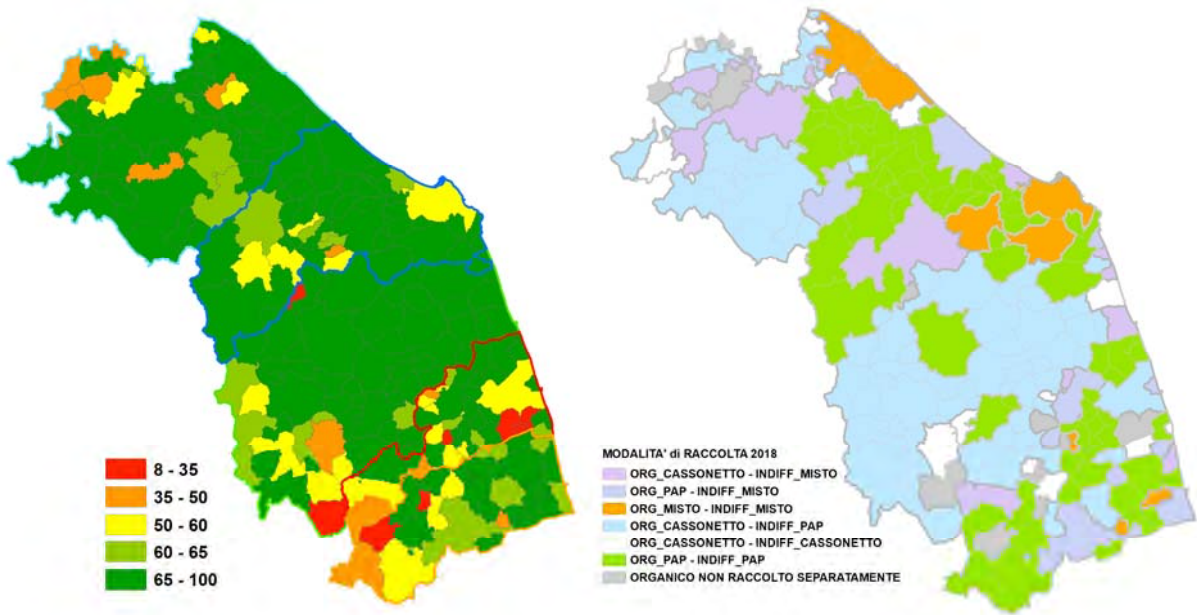 8 - 35
35 - 50
50 - 60
60 - 65
65 - 100
MODALITA' di RACCOLTA 2018
ORG_CASSONETTO - INDIFF_MISTO
ORG_PAP - INDIFF_MISTO
ORG_MISTO - INDIFF_MISTO
ORG_CASSONETTO - INDIFF_PAP
ORG_CASSONETTO - INDIFF_CASSONETTO
ORG_PAP - INDIFF_PAP
ORGANICO NON RACCOLTO SEPARATAMENTE